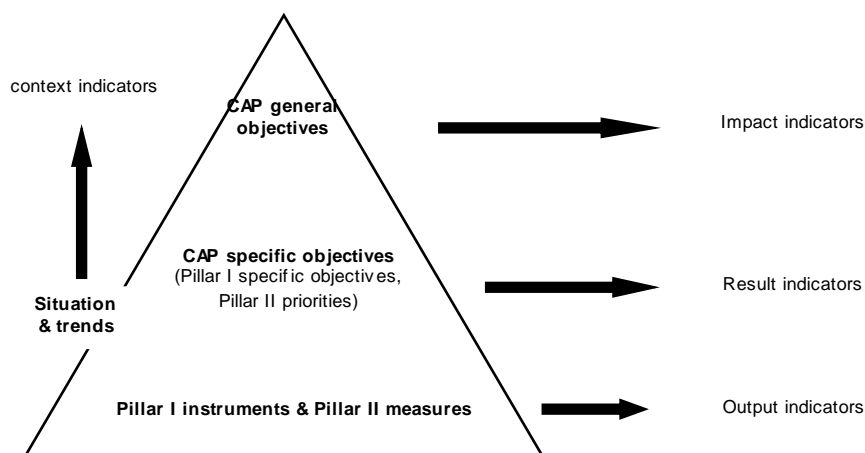 context indicators
CAP general
objectives
Impact indicators
CAP specific objectives
(Pillar I specific objectives,
Pillar II priorities)
Result indicators
Situation
& trends
Pillar I instruments & Pillar II measures
Output indicators